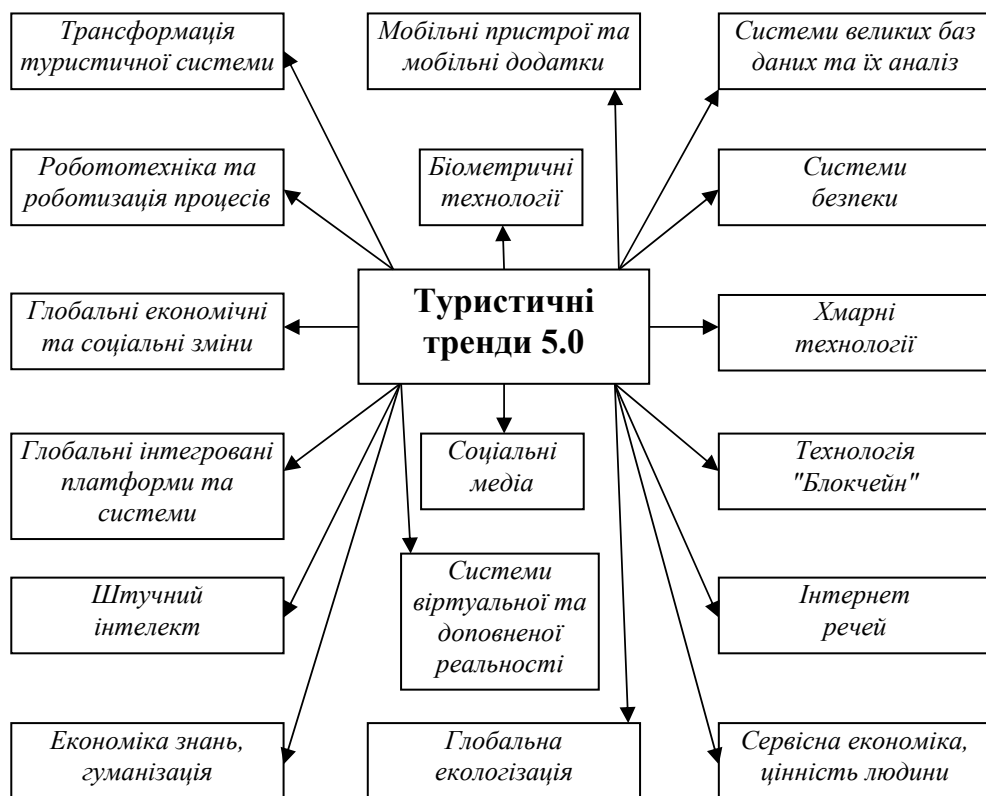 Трансформація
туристичної системи
Мобільні пристрої та
мобільні додатки
Системи великих баз
даних та їх аналіз
Робототехніка та
роботизація процесів
Біометричні
технології
Системи
безпеки
Туристичні
тренди 5.0
Глобальні економічні
та соціальні зміни
Хмарні
технології
Глобальні інтегровані
платформи та
системи
Соціальні
медіа
Технологія
"Блокчейн"
Штучний
інтелект
Системи
віртуальної та
доповненої
реальності
Інтернет
речей
Економіка знань,
гуманізація
Глобальна
екологізація
Сервісна економіка,
цінність людини